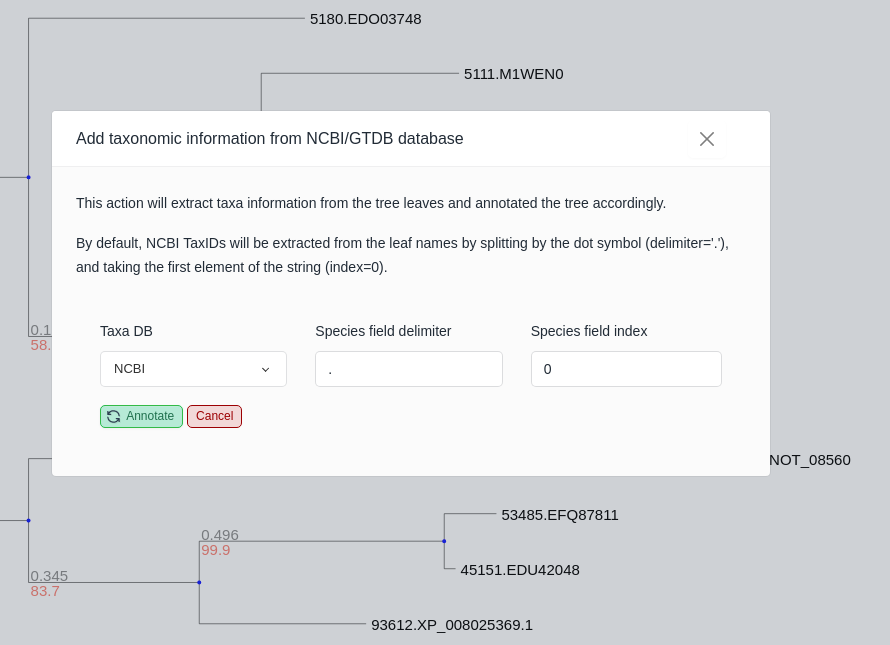 5180.EDO03748
5111.M1WEN0
Add taxonomic information from NCBI/GTDB database
This action will extract taxa information from the tree leaves and annotated the tree accordingly.
By default, NCBI TaxIDs will be extracted from the leaf names by splitting by the dot symbol (delimiter='.'),
and taking the first element of the string (index=0).
0.1
58.
Taxa DB Species field delimiter Species field index
NCBI . 0
Annotate Cancel
NOT_08560
53485.EFQ87811
0.496
99.9
45151.EDU42048
0.345
83.7
93612.XP_008025369.1